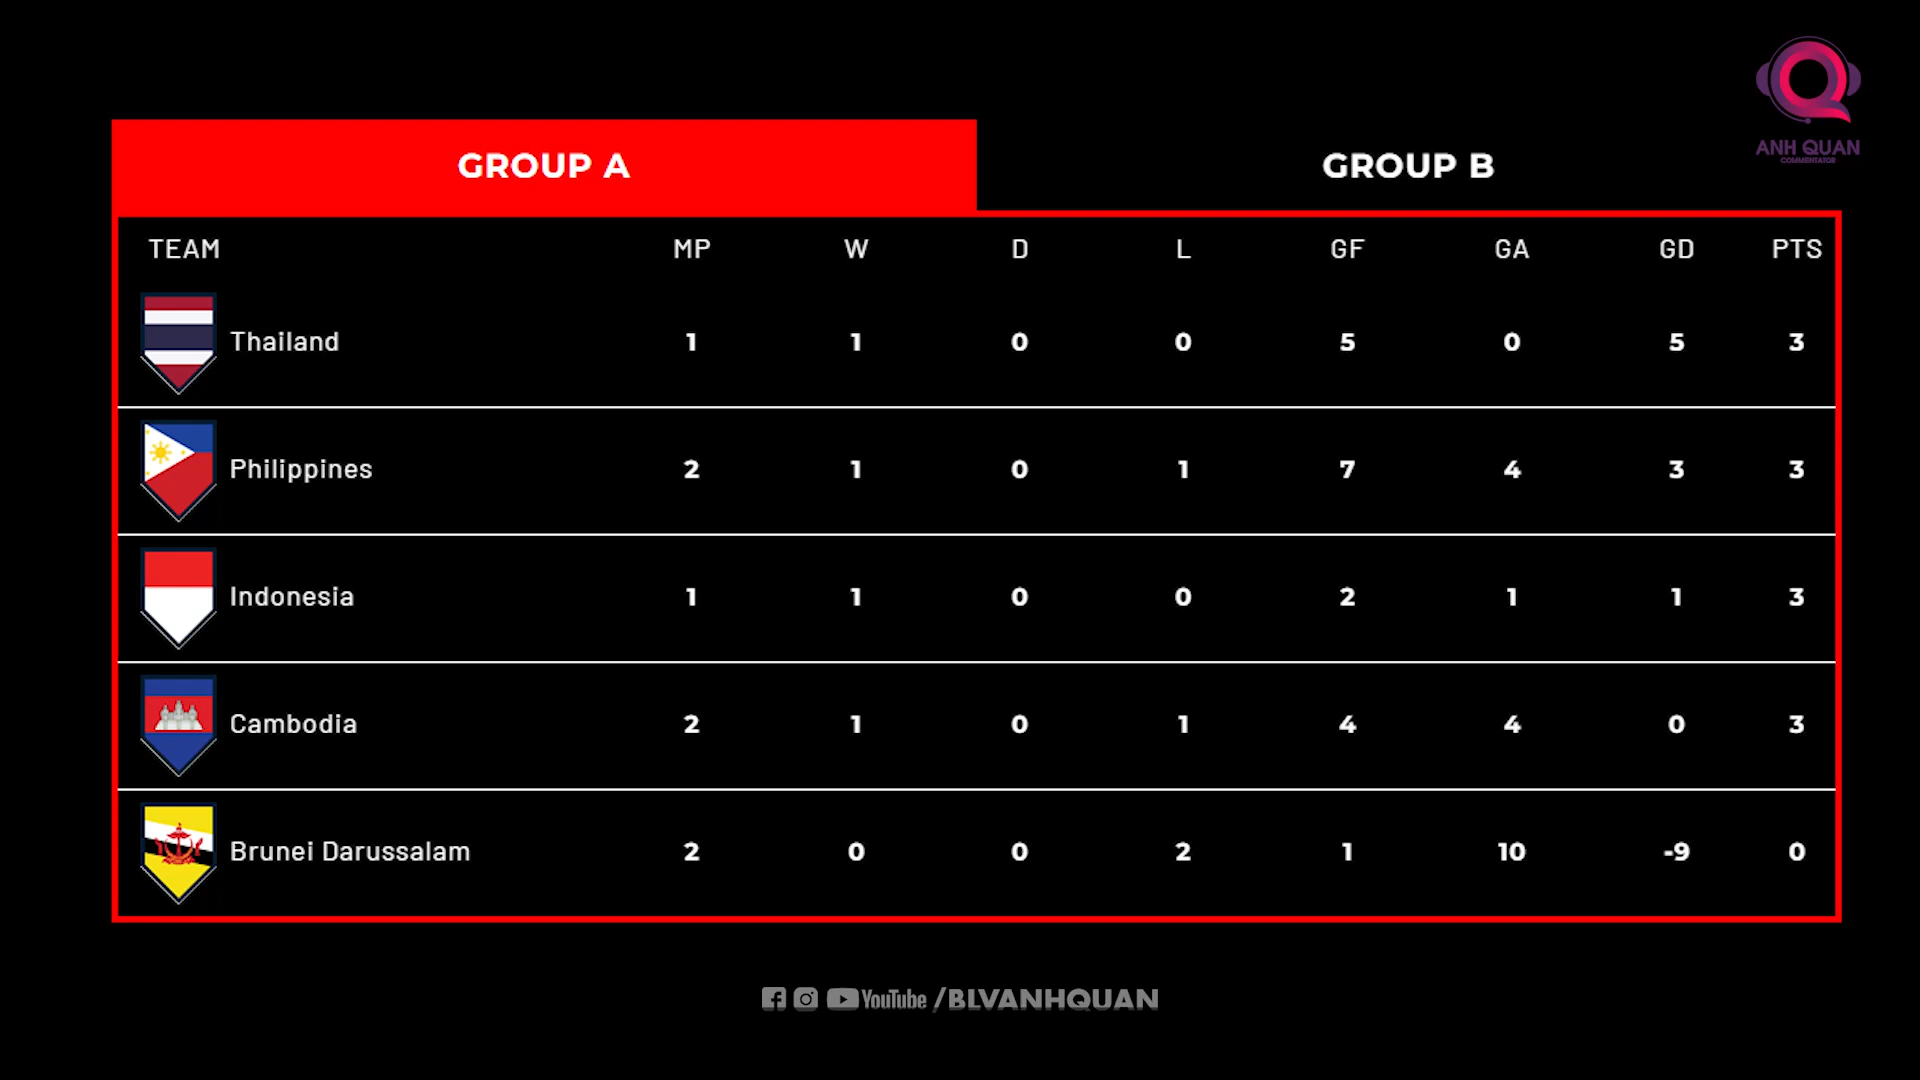 ANH QUAN
COMMENTATOR
GROUP A GROUP B
TEAM MP W D L GF GA GD PTS
Thailand 1 1 0 0 5 0 5 3
Philippines 2 1 0 1 7 4 3 3
Indonesia 1 1 0 0 2 1 1 3
Cambodia 2 1 0 1 4 4 0 3
Brunei Darussalam 2 0 0 2 1 10 -9 0
YouTube /BLVANHQUAN